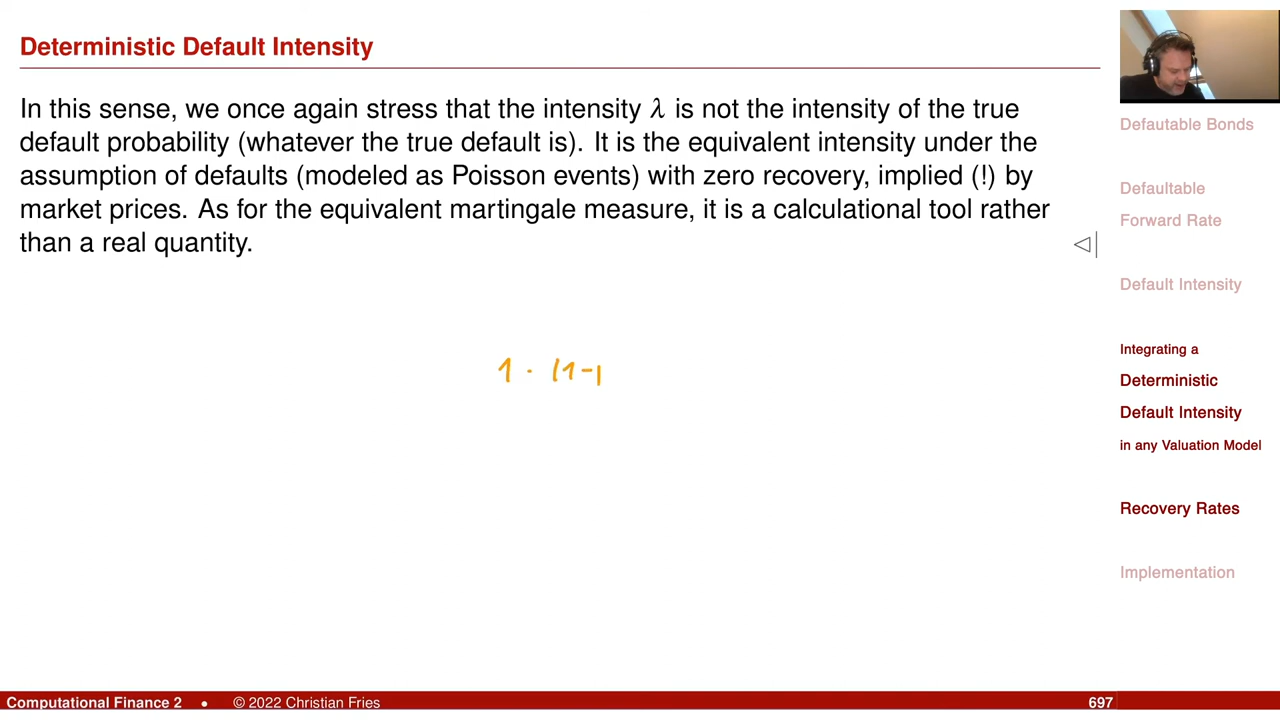 Deterministic Default Intensity
In this sense, we once again stress that the intensity λ is not the intensity of the true
default probability (whatever the true default is). It is the equivalent intensity under the
assumption of defaults (modeled as Poisson events) with zero recovery, implied (!) by
market prices. As for the equivalent martingale measure, it is a calculational tool rather
than a real quantity.
1 · (1-
Defautable Bonds
Defaultable
Forward Rate
Default Intensity
Integrating a
Deterministic
Default Intensity
in any Valuation Model
Recovery Rates
Implementation
Computational Finance 2 • © 2022 Christian Fries 697